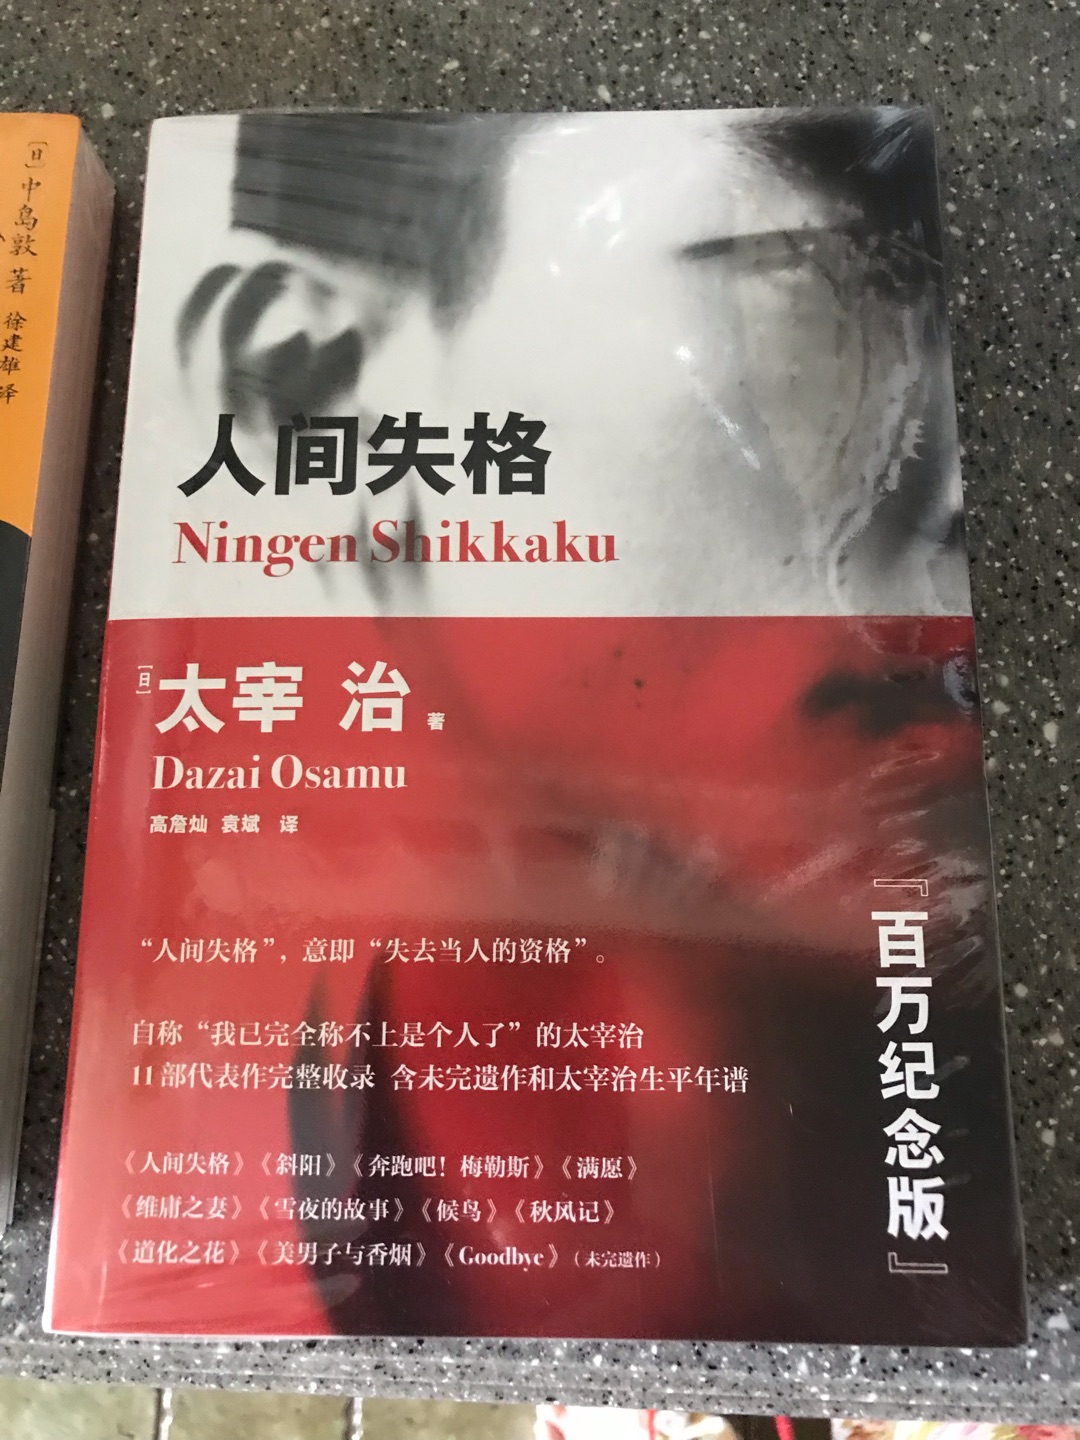 [日]中島敦 著
徐建雄 译
人间失格
Ningen Shikkaku
[日]太宰 治 著
Dazai Osamu
高詹灿 袁斌 译
“人间失格”，意即“失去当人的资格”。
自称“我已完全称不上是个人了”的太宰治
11部代表作完整收录 含未完遗作和太宰治生平年谱
《人间失格》《斜阳》《奔跑吧！梅勒斯》《满愿》
《维庸之妻》《雪夜的故事》《候鸟》《秋风记》
《道化之花》《美男子与香烟》《Goodbye》（未完遗作）
『百万纪念版』